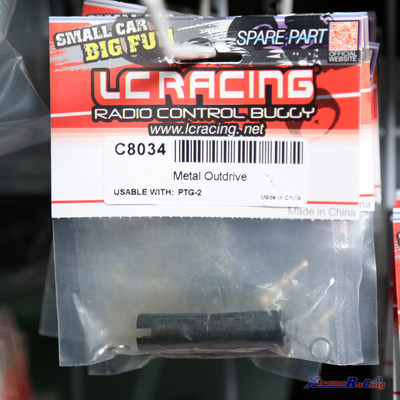 SMALL CAR
BIG FUN
SPARE PART
OFFICIAL
WEBSITE
LC RACING
RADIO CONTROL BUGGY
www.lcracing.net
C8034
Metal Outdrive
USABLE WITH: PTG-2
Made in China
Made in China
XtremeRaCing